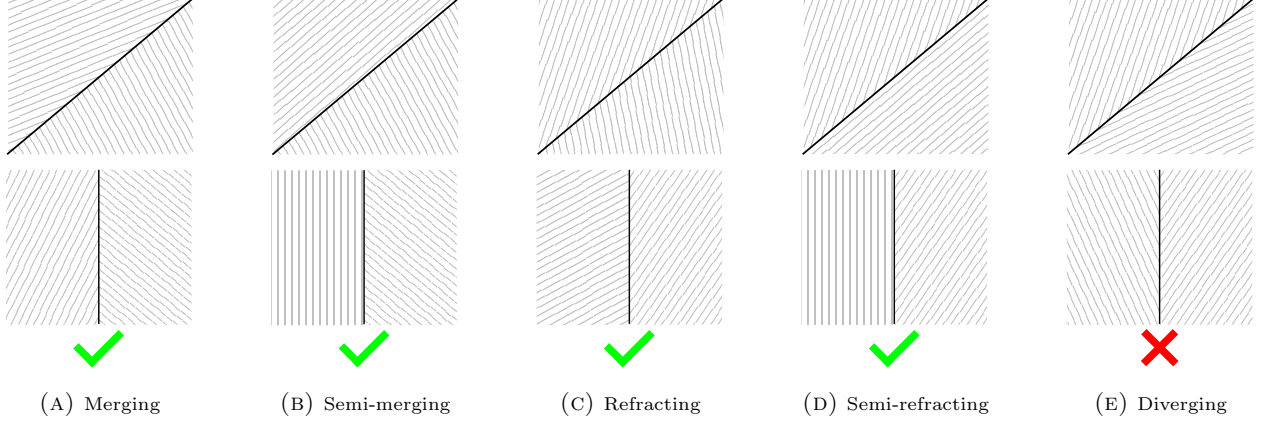 (A) Merging
(B) Semi-merging
(C) Refracting
(D) Semi-refracting
(E) Diverging